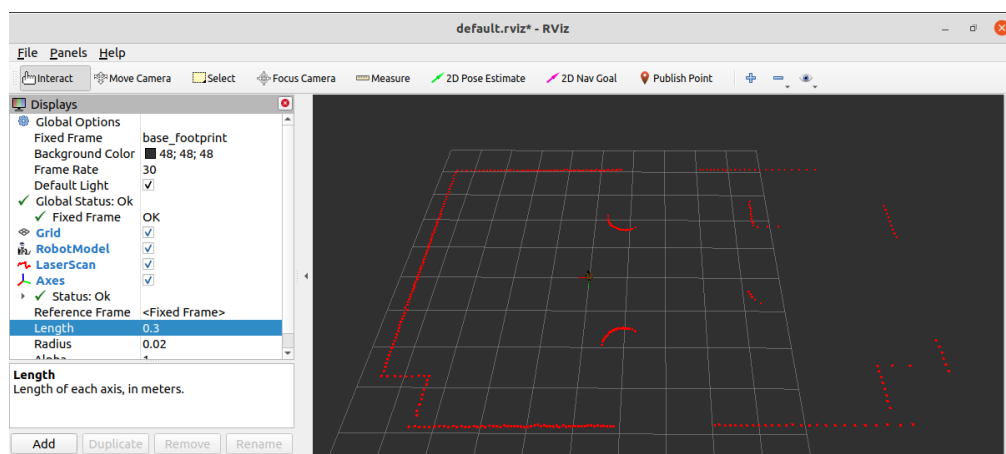 default.rviz* - RViz
File Panels Help
Interact Move Camera Select Focus Camera Measure 2D Pose Estimate 2D Nav Goal Publish Point
Displays
Global Options
Fixed Frame base_footprint
Background Color 48; 48; 48
Frame Rate 30
Default Light
Global Status: Ok
Fixed Frame OK
Grid
RobotModel
LaserScan
Axes
Status: Ok
Reference Frame <Fixed Frame>
Length 0.3
Radius 0.02
Alpha 1
Length
Length of each axis, in meters.
Add Duplicate Remove Rename